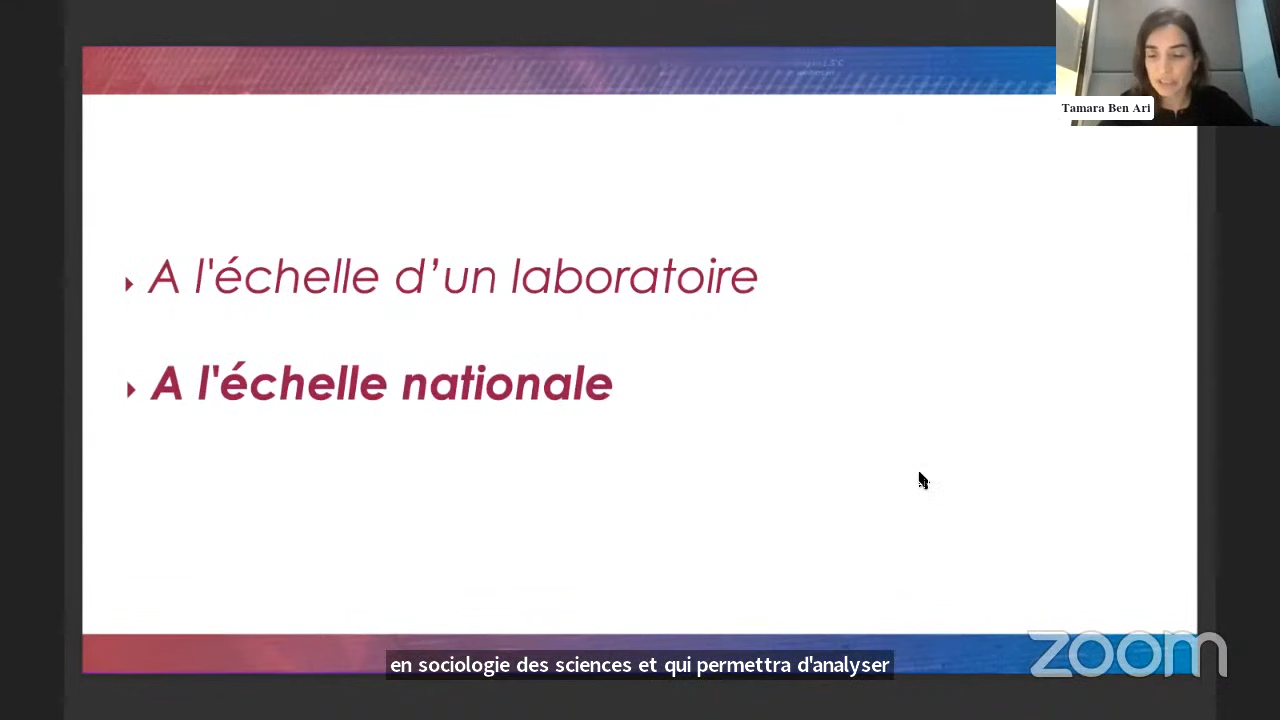 Tamara Ben Ari
A l'échelle d’un laboratoire
A l'échelle nationale
en sociologie des sciences et qui permettra d'analyser
zoom